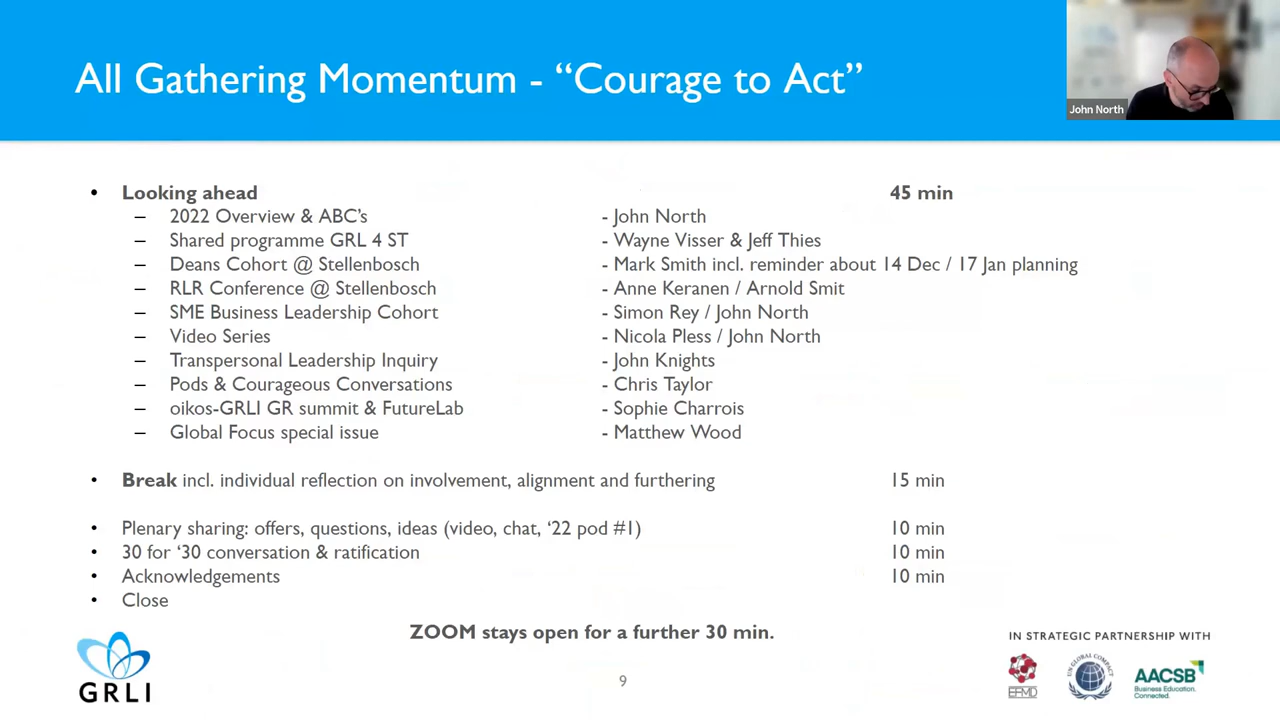 All Gathering Momentum - “Courage to Act”
John North
• Looking ahead 45 min
– 2022 Overview & ABC’s - John North
– Shared programme GRL 4 ST - Wayne Visser & Jeff Thies
– Deans Cohort @ Stellenbosch - Mark Smith incl. reminder about 14 Dec / 17 Jan planning
– RLR Conference @ Stellenbosch - Anne Keranen / Arnold Smit
– SME Business Leadership Cohort - Simon Rey / John North
– Video Series - Nicola Pless / John North
– Transpersonal Leadership Inquiry - John Knights
– Pods & Courageous Conversations - Chris Taylor
– oikos-GRLI GR summit & FutureLab - Sophie Charrois
– Global Focus special issue - Matthew Wood
• Break incl. individual reflection on involvement, alignment and furthering 15 min
• Plenary sharing: offers, questions, ideas (video, chat, ‘22 pod #1) 10 min
• 30 for ‘30 conversation & ratification 10 min
• Acknowledgements 10 min
• Close
ZOOM stays open for a further 30 min.
GRLI
9
IN STRATEGIC PARTNERSHIP WITH
EFMD
UN GLOBAL COMPACT
AACSB
Business Education.
Connected.